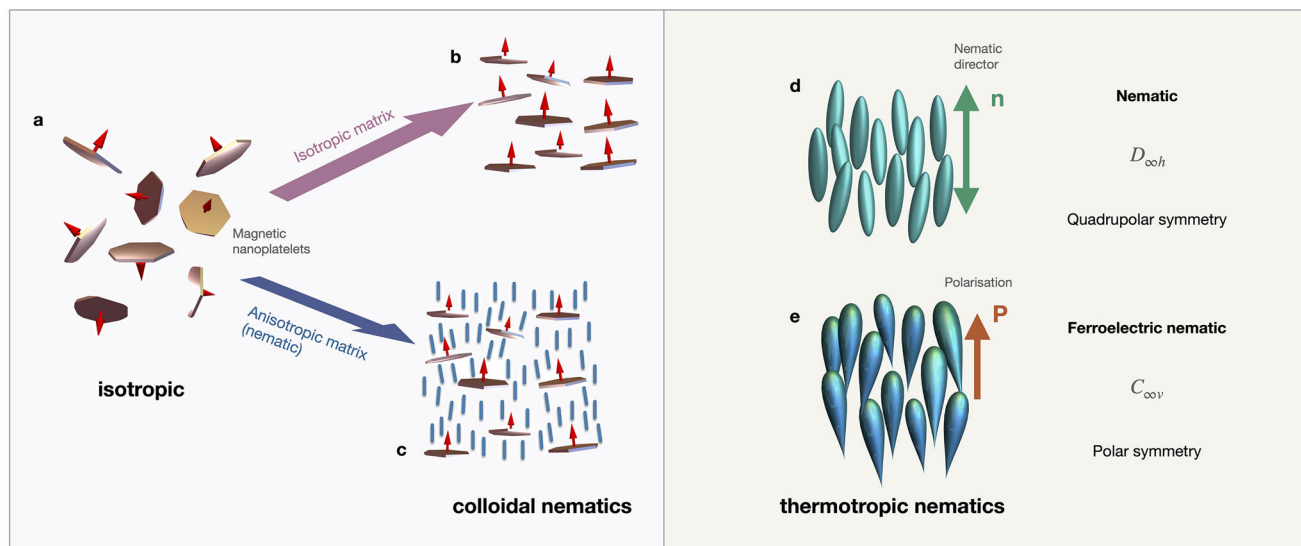 a
Magnetic
nanoplatelets
isotropic
Isotropic matrix
b
Anisotropic matrix
(nematic)
c
colloidal nematics
d
Nematic
director
n
Nematic
D∞h
Quadrupolar symmetry
e
Polarisation
P
Ferroelectric nematic
C∞v
Polar symmetry
thermotropic nematics